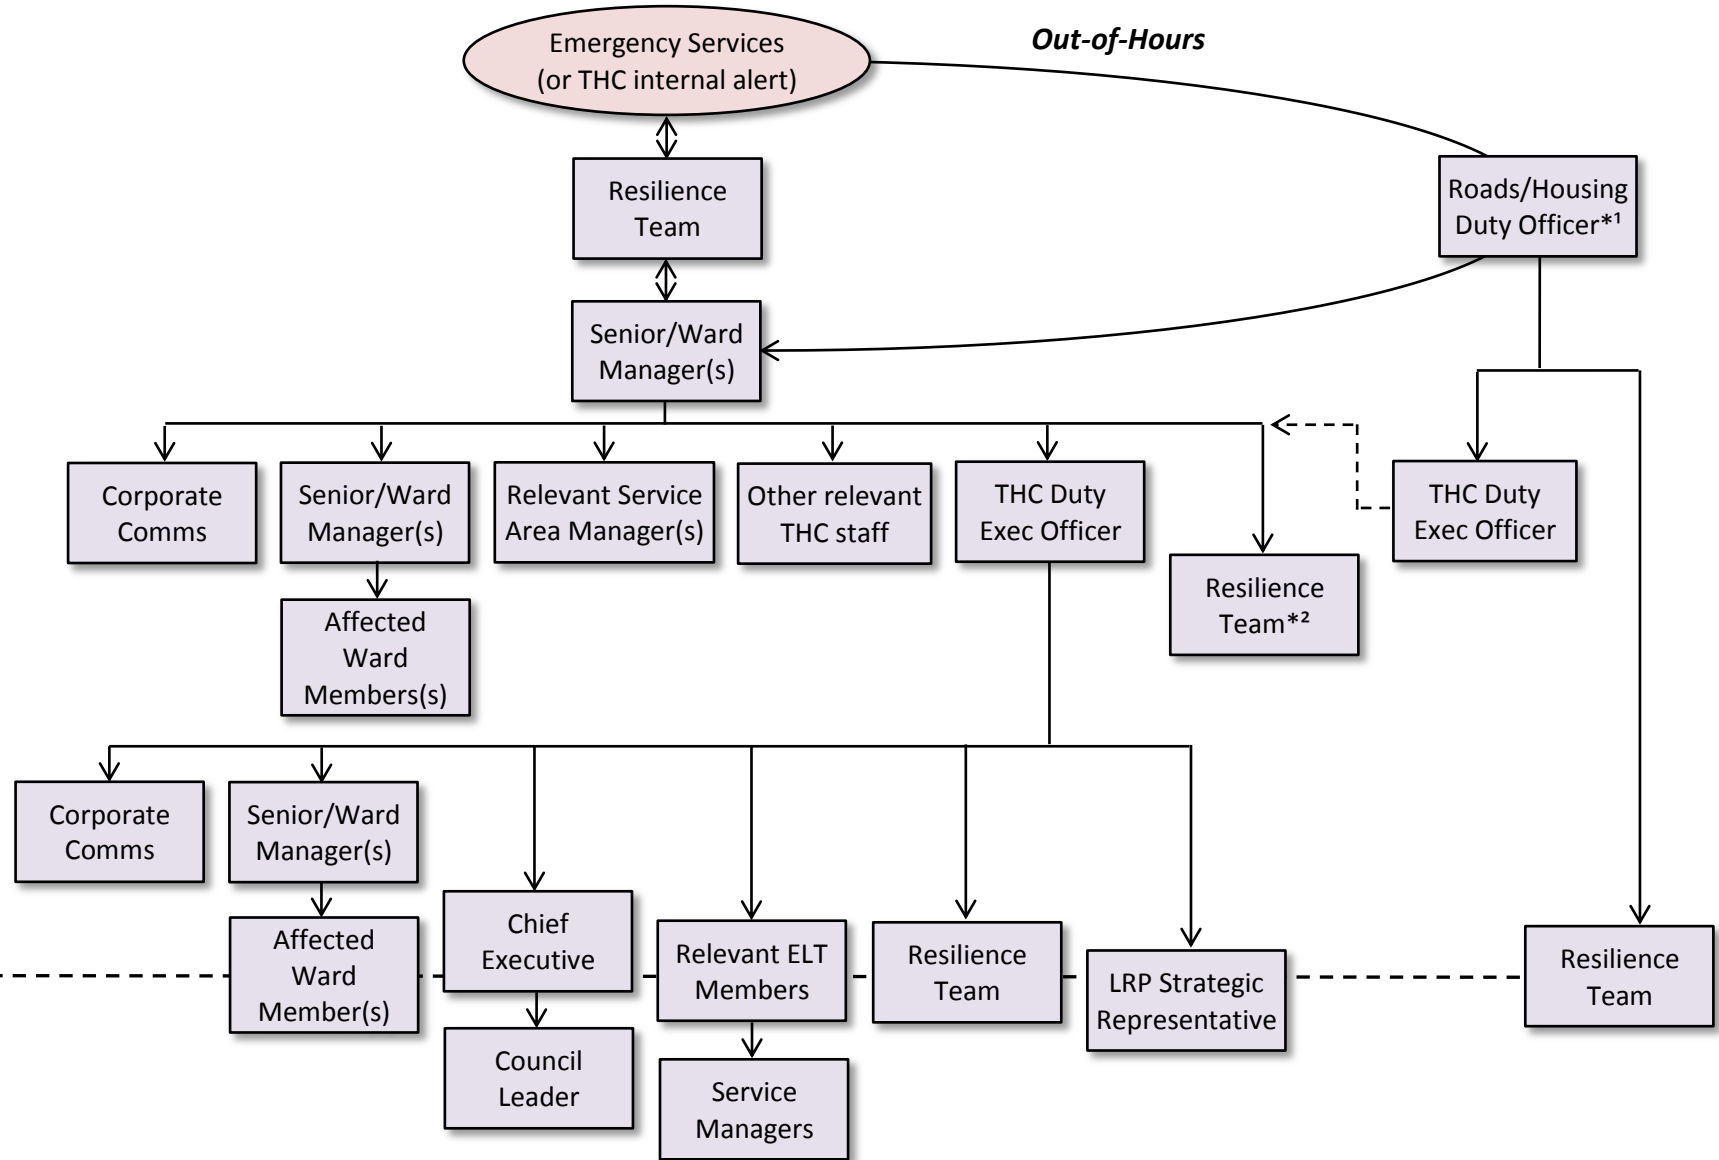 Emergency Services
(or THC internal alert)
Out-of-Hours
Resilience
Team
Roads/Housing
Duty Officer*¹
Senior/Ward
Manager(s)
Corporate
Comms
Senior/Ward
Manager(s)
Relevant Service
Area Manager(s)
Other relevant
THC staff
THC Duty
Exec Officer
THC Duty
Exec Officer
Resilience
Team*²
Affected
Ward
Members(s)
Corporate
Comms
Senior/Ward
Manager(s)
Chief
Executive
Affected
Ward
Member(s)
Relevant ELT
Members
Resilience
Team
LRP Strategic
Representative
Resilience
Team
Council
Leader
Service
Managers